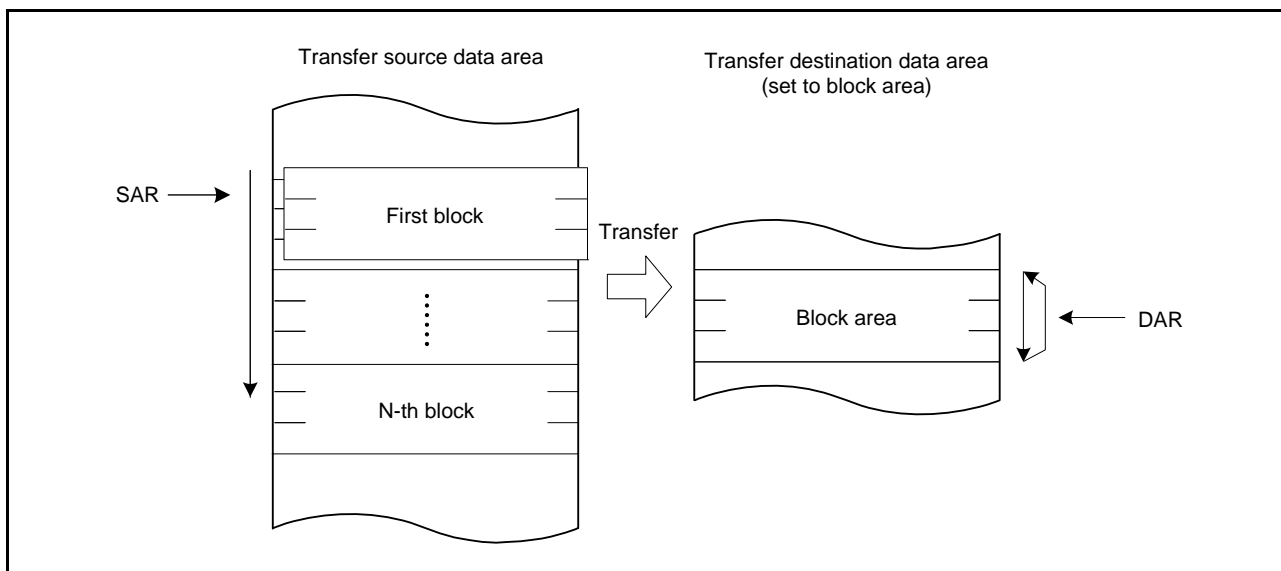 Transfer source data area
Transfer destination data area
(set to block area)
SAR
First block
Transfer
Block area
DAR
N-th block